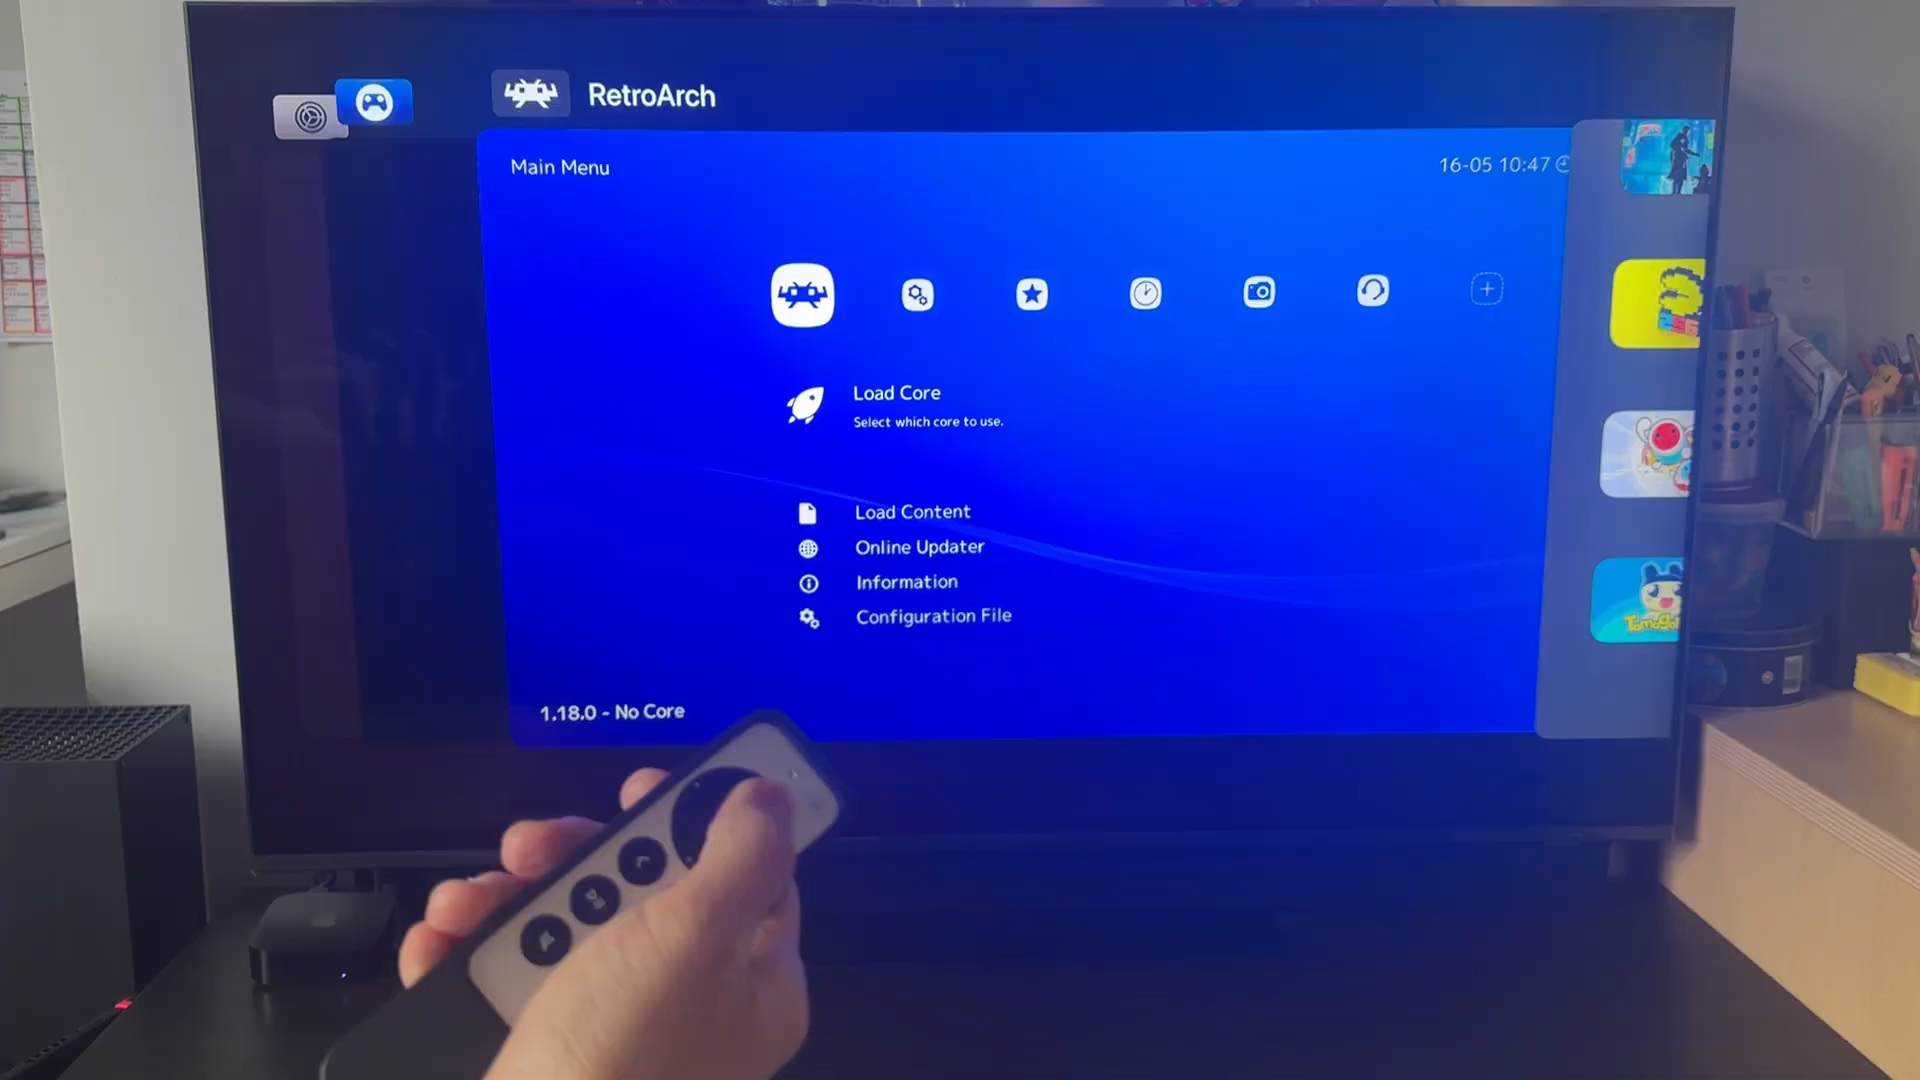 RetroArch
Main Menu
16-05 10:47
Load Core
Select which core to use.
Load Content
Online Updater
Information
Configuration File
1.18.0 - No Core
256